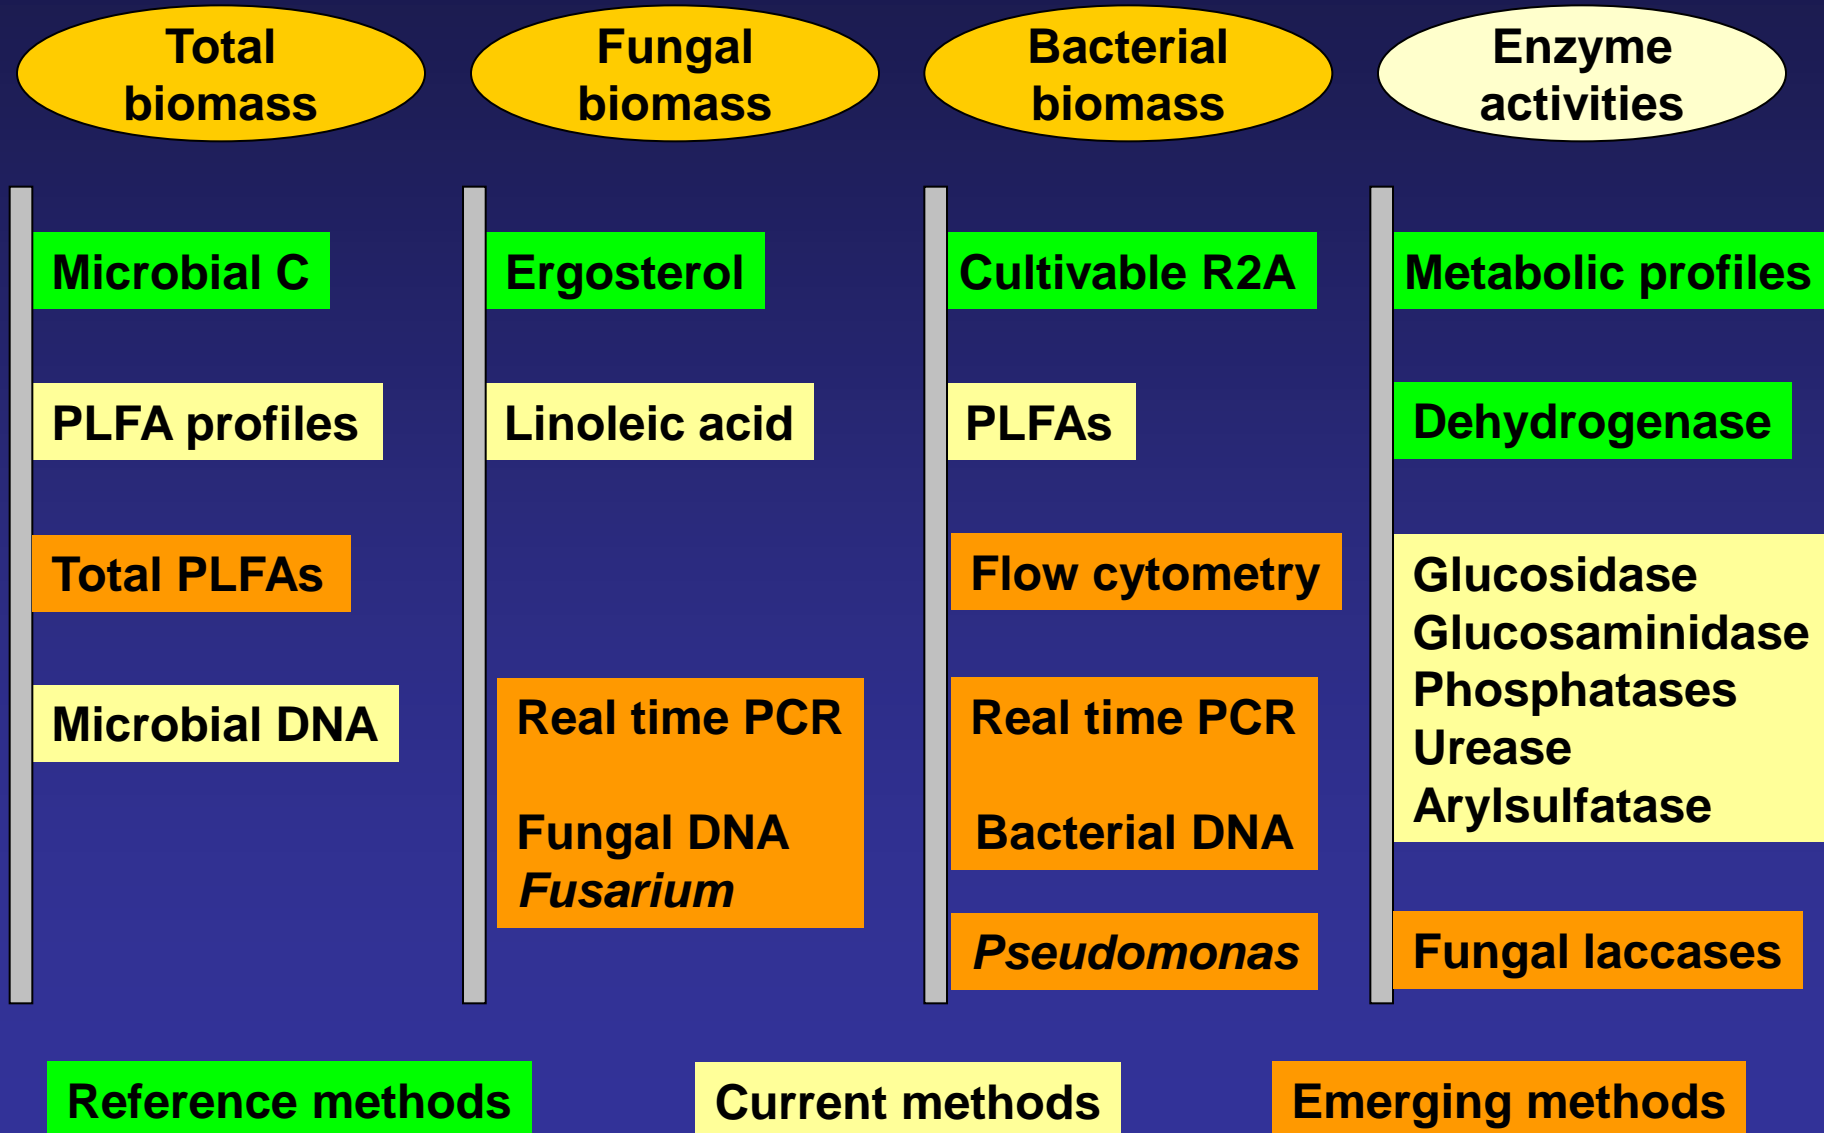 Total
biomass
Fungal
biomass
Bacterial
biomass
Enzyme
activities
Microbial C
PLFA profiles
Total PLFAs
Microbial DNA
Ergosterol
Linoleic acid
Real time PCR
Fungal DNA
Fusarium
Cultivable R2A
PLFAs
Flow cytometry
Real time PCR
Bacterial DNA
Pseudomonas
Metabolic profiles
Dehydrogenase
Glucosidase
Glucosaminidase
Phosphatases
Urease
Arylsulfatase
Fungal laccases
Reference methods
Current methods
Emerging methods